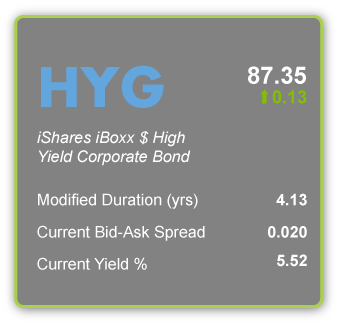 HYG
87.35
⬆0.13
iShares iBoxx $ High
Yield Corporate Bond
Modified Duration (yrs) 4.13
Current Bid-Ask Spread 0.020
Current Yield % 5.52